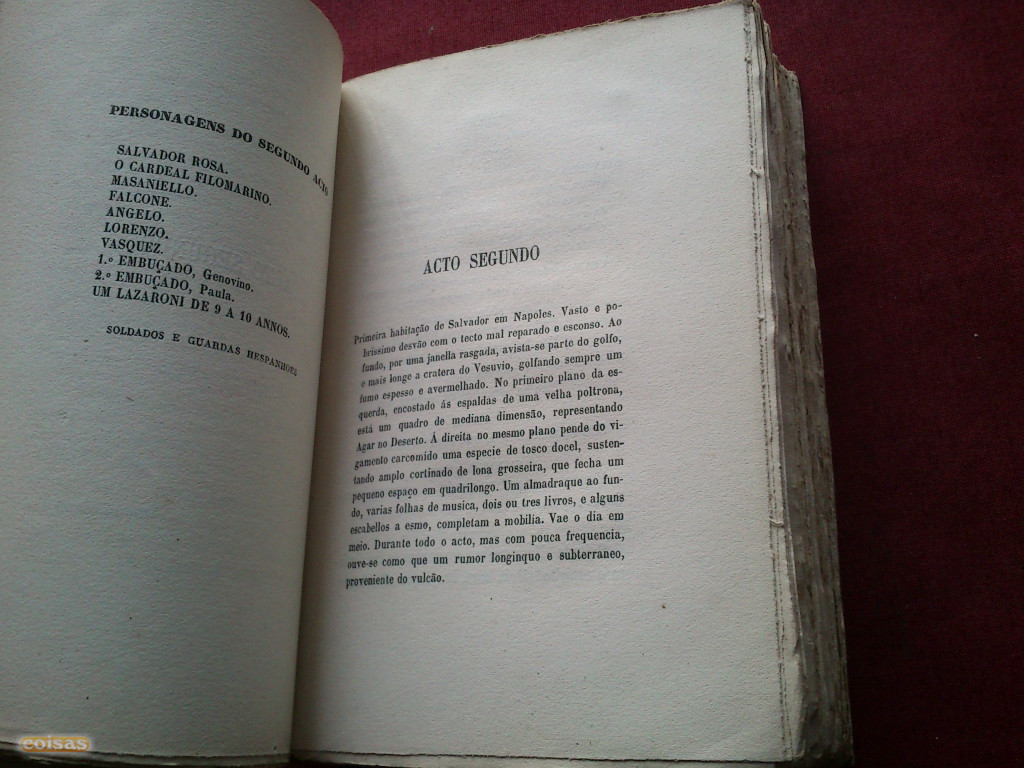 PERSONAGENS DO SEGUNDO ACTO
SALVADOR ROSA.
O CARDEAL FILOMARINO.
MASANIELLO.
FALCONE.
ANGELO.
LORENZO.
VASQUEZ.
1.º EMBUÇADO, Genovino.
2.º EMBUÇADO, Paula.
UM LAZARONI DE 9 A 10 ANNOS.
SOLDADOS E GUARDAS HESPANHOES
ACTO SEGUNDO
Primeira habitação de Salvador em Napoles. Vasto e po-
bríssimo desvão com o tecto mal reparado e esconso. Ao
fundo, por uma janella rasgada, avista-se parte do golfo,
e mais longe a cratera do Vesuvio, golfando sempre um
fumo espesso e avermelhado. No primeiro plano da es-
querda, encostado ás espaldas de uma velha poltrona,
está um quadro de mediana dimensão, representando
Agar no Deserto. Á direita no mesmo plano pende do vi-
gamento carcomido uma especie de tosco docel, susten-
tando amplo cortinado de lona grosseira, que fecha um
pequeno espaço em quadrilongo. Um almadraque ao fun-
do, varias folhas de musica, dois ou tres livros, e alguns
escabellos a esmo, completam a mobilia. Vae o dia em
meio. Durante todo o acto, mas com pouca frequencia,
ouve-se como que um rumor longinquo e subterraneo,
proveniente do vulcão.
coisas